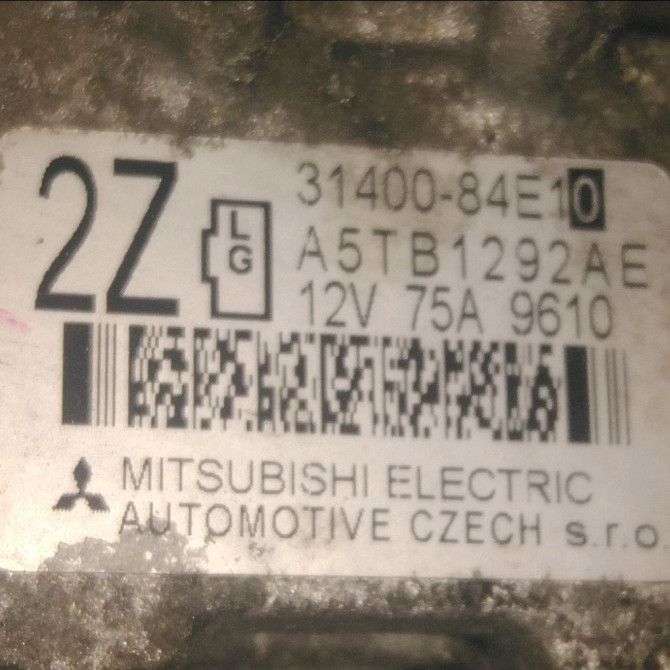 2Z
L
G
31400-84E10
A5TB1292AE
12V 75A 9610
MITSUBISHI ELECTRIC
AUTOMOTIVE CZECH s.r.o.